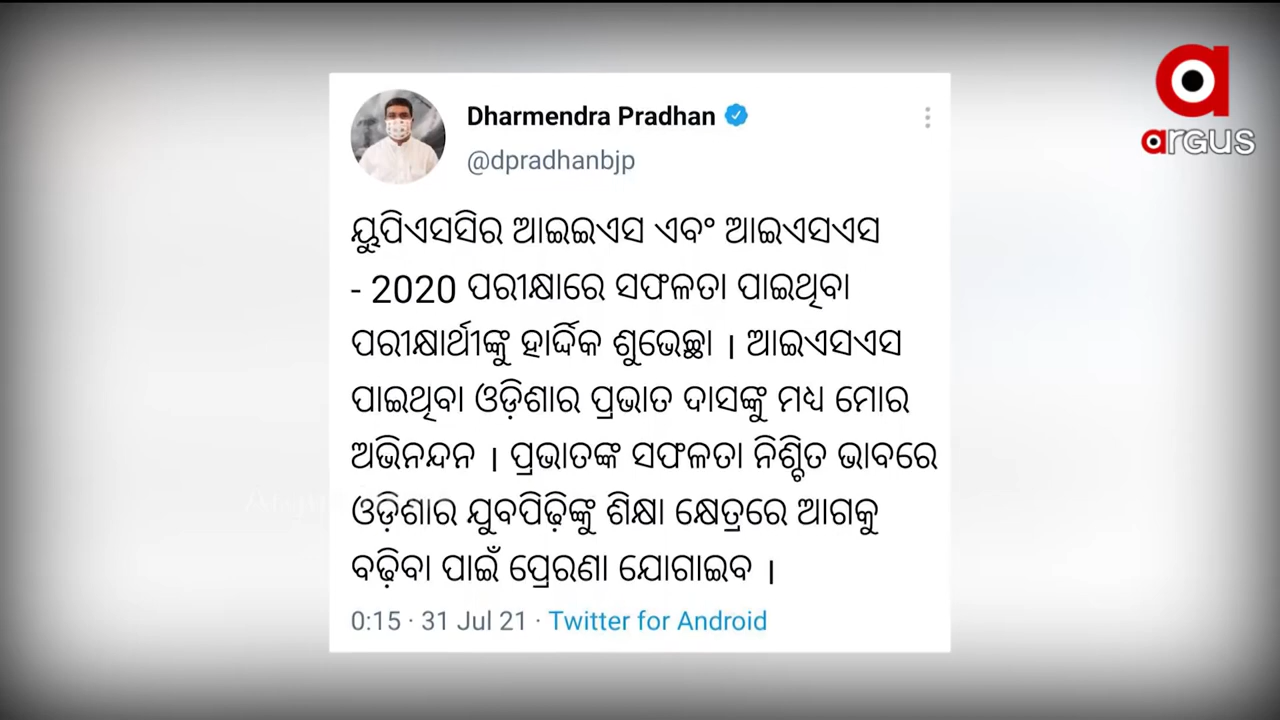 Dharmendra Pradhan
@dpradhanbjp
ୟୁପିଏସସିର ଆଇଇଏସ ଏବଂ ଆଇଏସଏସ
- 2020 ପରୀକ୍ଷାରେ ସଫଳତା ପାଇଥିବା
ପରୀକ୍ଷାର୍ଥୀଙ୍କୁ ହାର୍ଦ୍ଦିକ ଶୁଭେଚ୍ଛା । ଆଇଏସଏସ
ପାଇଥିବା ଓଡ଼ିଶାର ପ୍ରଭାତ ଦାସଙ୍କୁ ମଧ୍ୟ ମୋର
ଅଭିନନ୍ଦନ । ପ୍ରଭାତଙ୍କ ସଫଳତା ନିଶ୍ଚିତ ଭାବରେ
ଓଡ଼ିଶାର ଯୁବପିଢ଼ିଙ୍କୁ ଶିକ୍ଷା କ୍ଷେତ୍ରରେ ଆଗକୁ
ବଢ଼ିବା ପାଇଁ ପ୍ରେରଣା ଯୋଗାଇବ ।
0:15 · 31 Jul 21 · Twitter for Android
a
argus